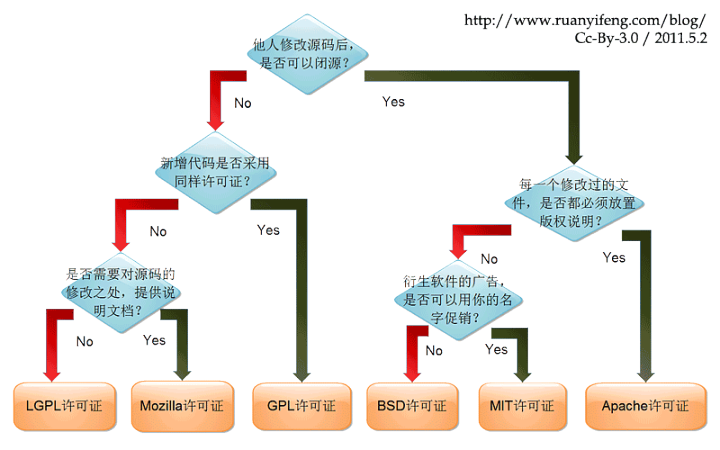 http://www.ruanyifeng.com/blog/
Cc-By-3.0 / 2011.5.2
他人修改源码后，
是否可以闭源？
No
Yes
新增代码是否采用
同样许可证？
每一个修改过的文
件，是否都必须放置
版权说明？
No
Yes
No
Yes
是否需要对源码的
修改之处，提供说
明文档？
衍生软件的广告，
是否可以用你的名
字促销？
No
Yes
No
Yes
LGPL许可证
Mozilla许可证
GPL许可证
BSD许可证
MIT许可证
Apache许可证